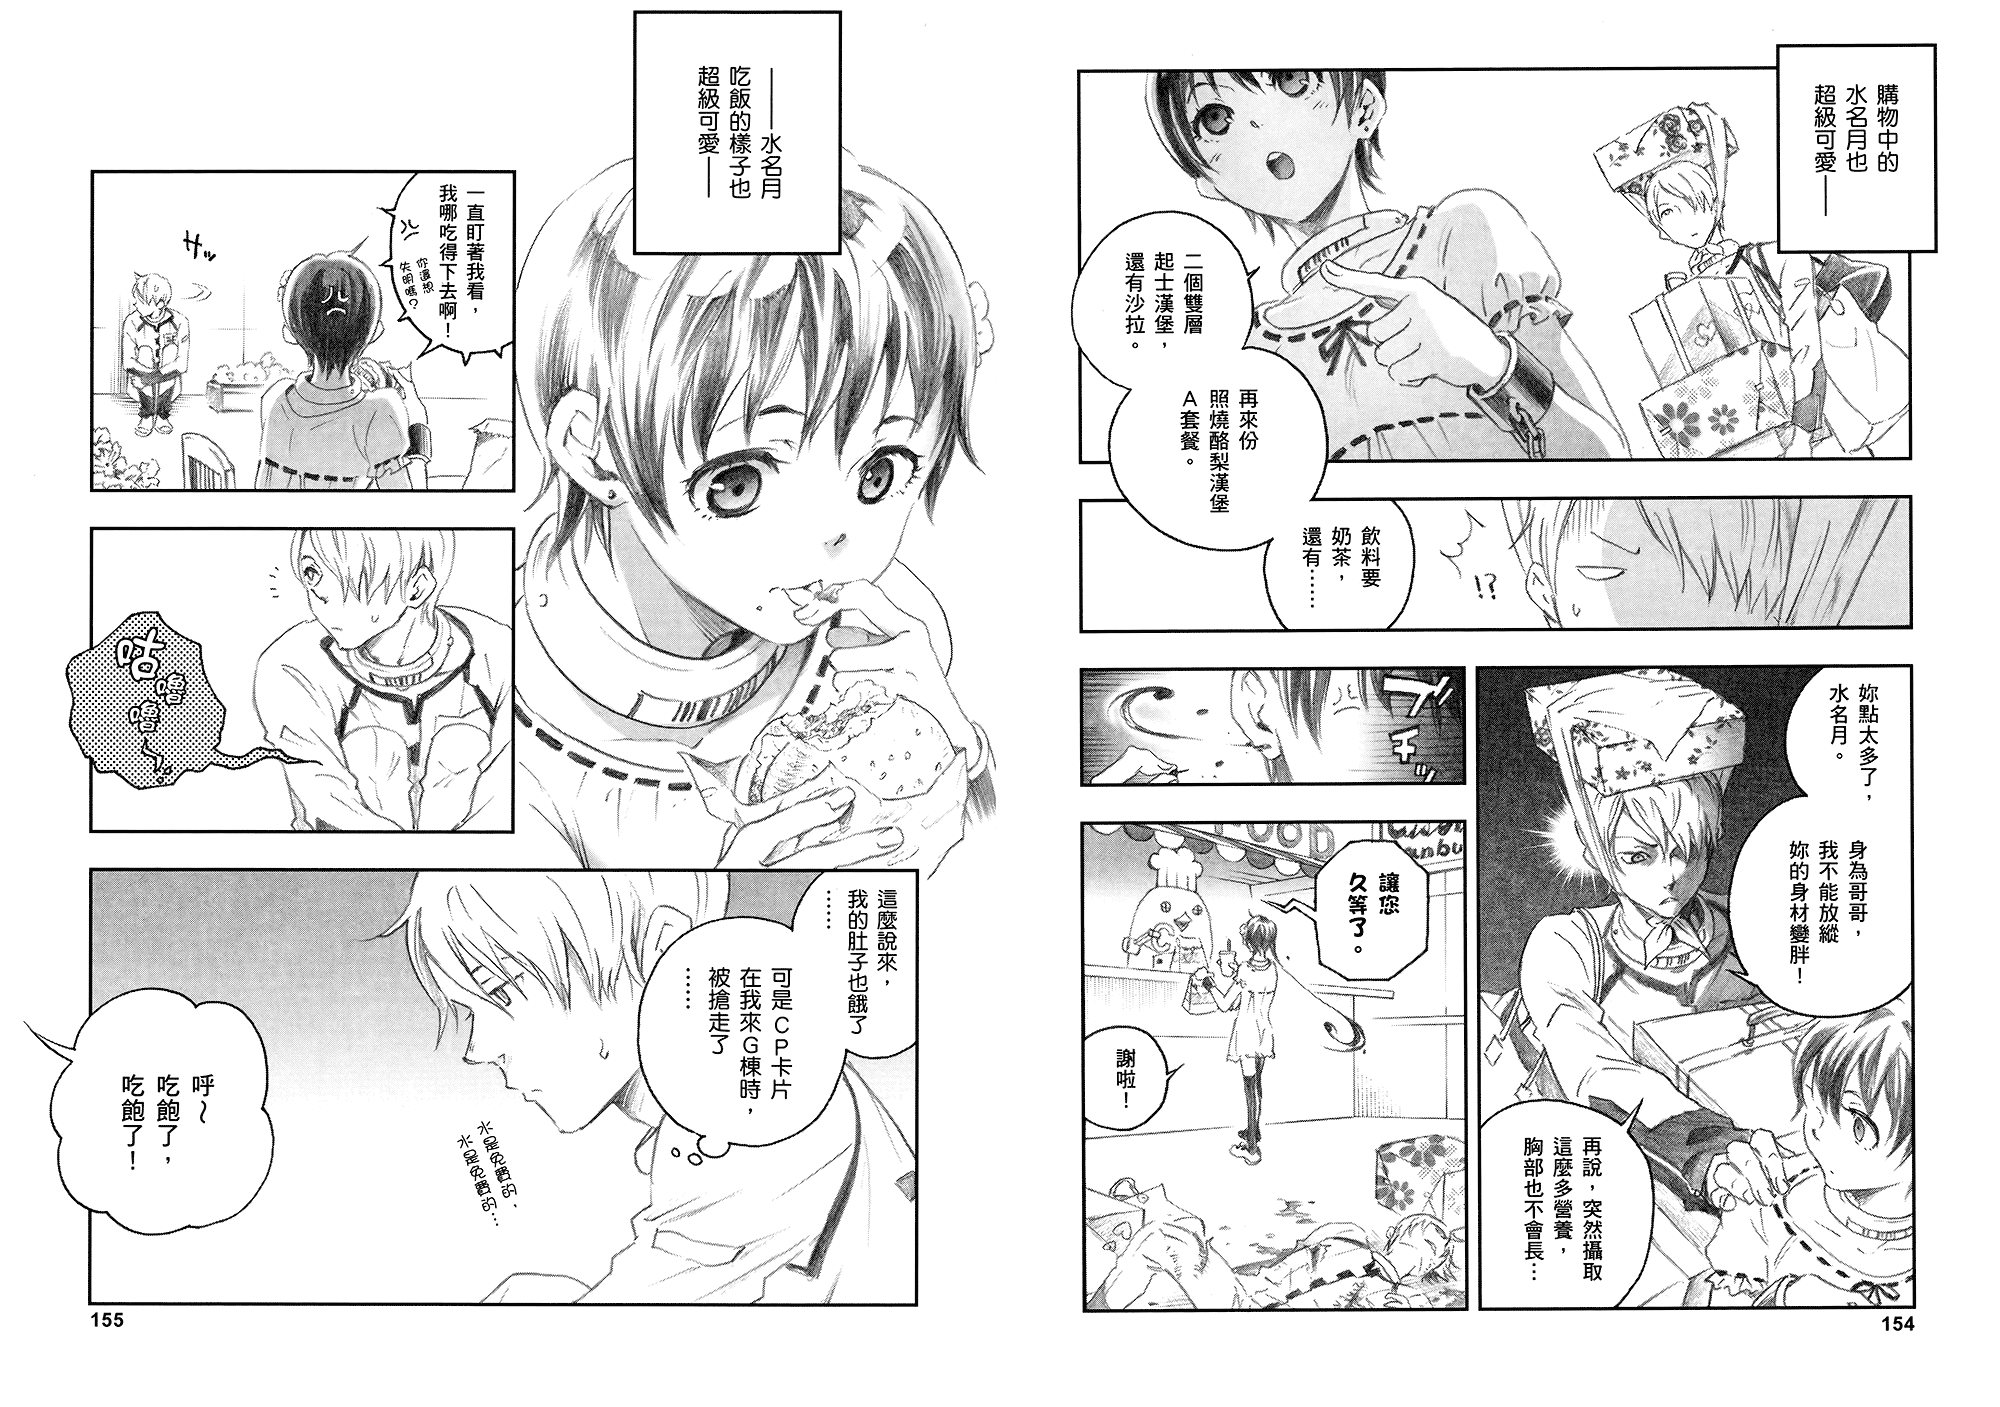 購物中的
水名月也
超級可愛——
二個雙層
起士漢堡，
還有沙拉。
再來份
照燒酪梨漢堡
A套餐。
飲料要
奶茶，
還有……
!?
妳點太多了，
水名月。
身為哥哥，
我不能放縱
妳的身材變胖！
再說，突然攝取
這麼多營養，
胸部也不會長…
ブチッ
FOOD
讓您
久等了。
謝啦！
154
——水名月
吃飯的樣子也
超級可愛——
一直盯著我看，
我哪吃得下去啊！
你還想
失明嗎？
サッ
咕嚕嚕～
這麼說來，
我的肚子也餓了
……
可是CP卡片
在我來G棟時，
被搶走了
……
水是免費的，
水是免費的…
呼～
吃飽了，
吃飽了！
155